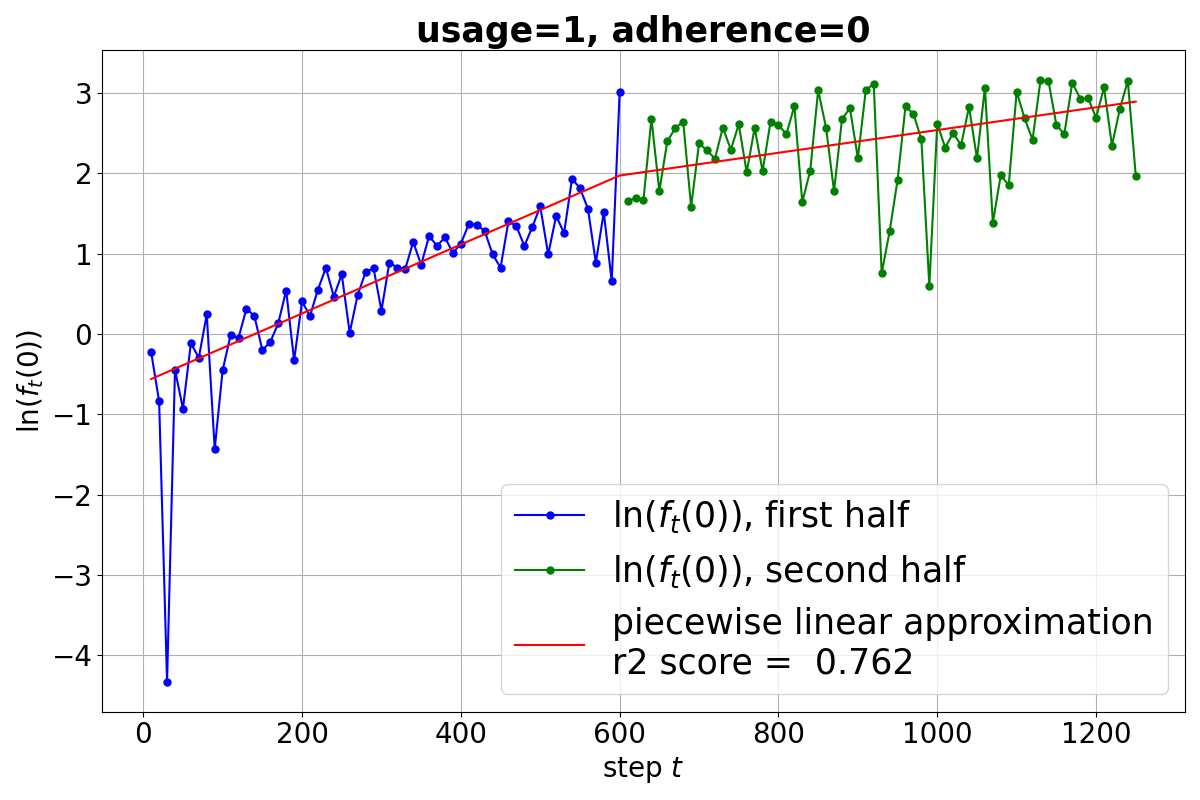 usage=1, adherence=0
ln(f_t(0))
3
2
1
0
−1
−2
−3
−4
ln(f_t(0)), first half
ln(f_t(0)), second half
piecewise linear approximation
r2 score =  0.762
0 200 400 600 800 1000 1200
step t